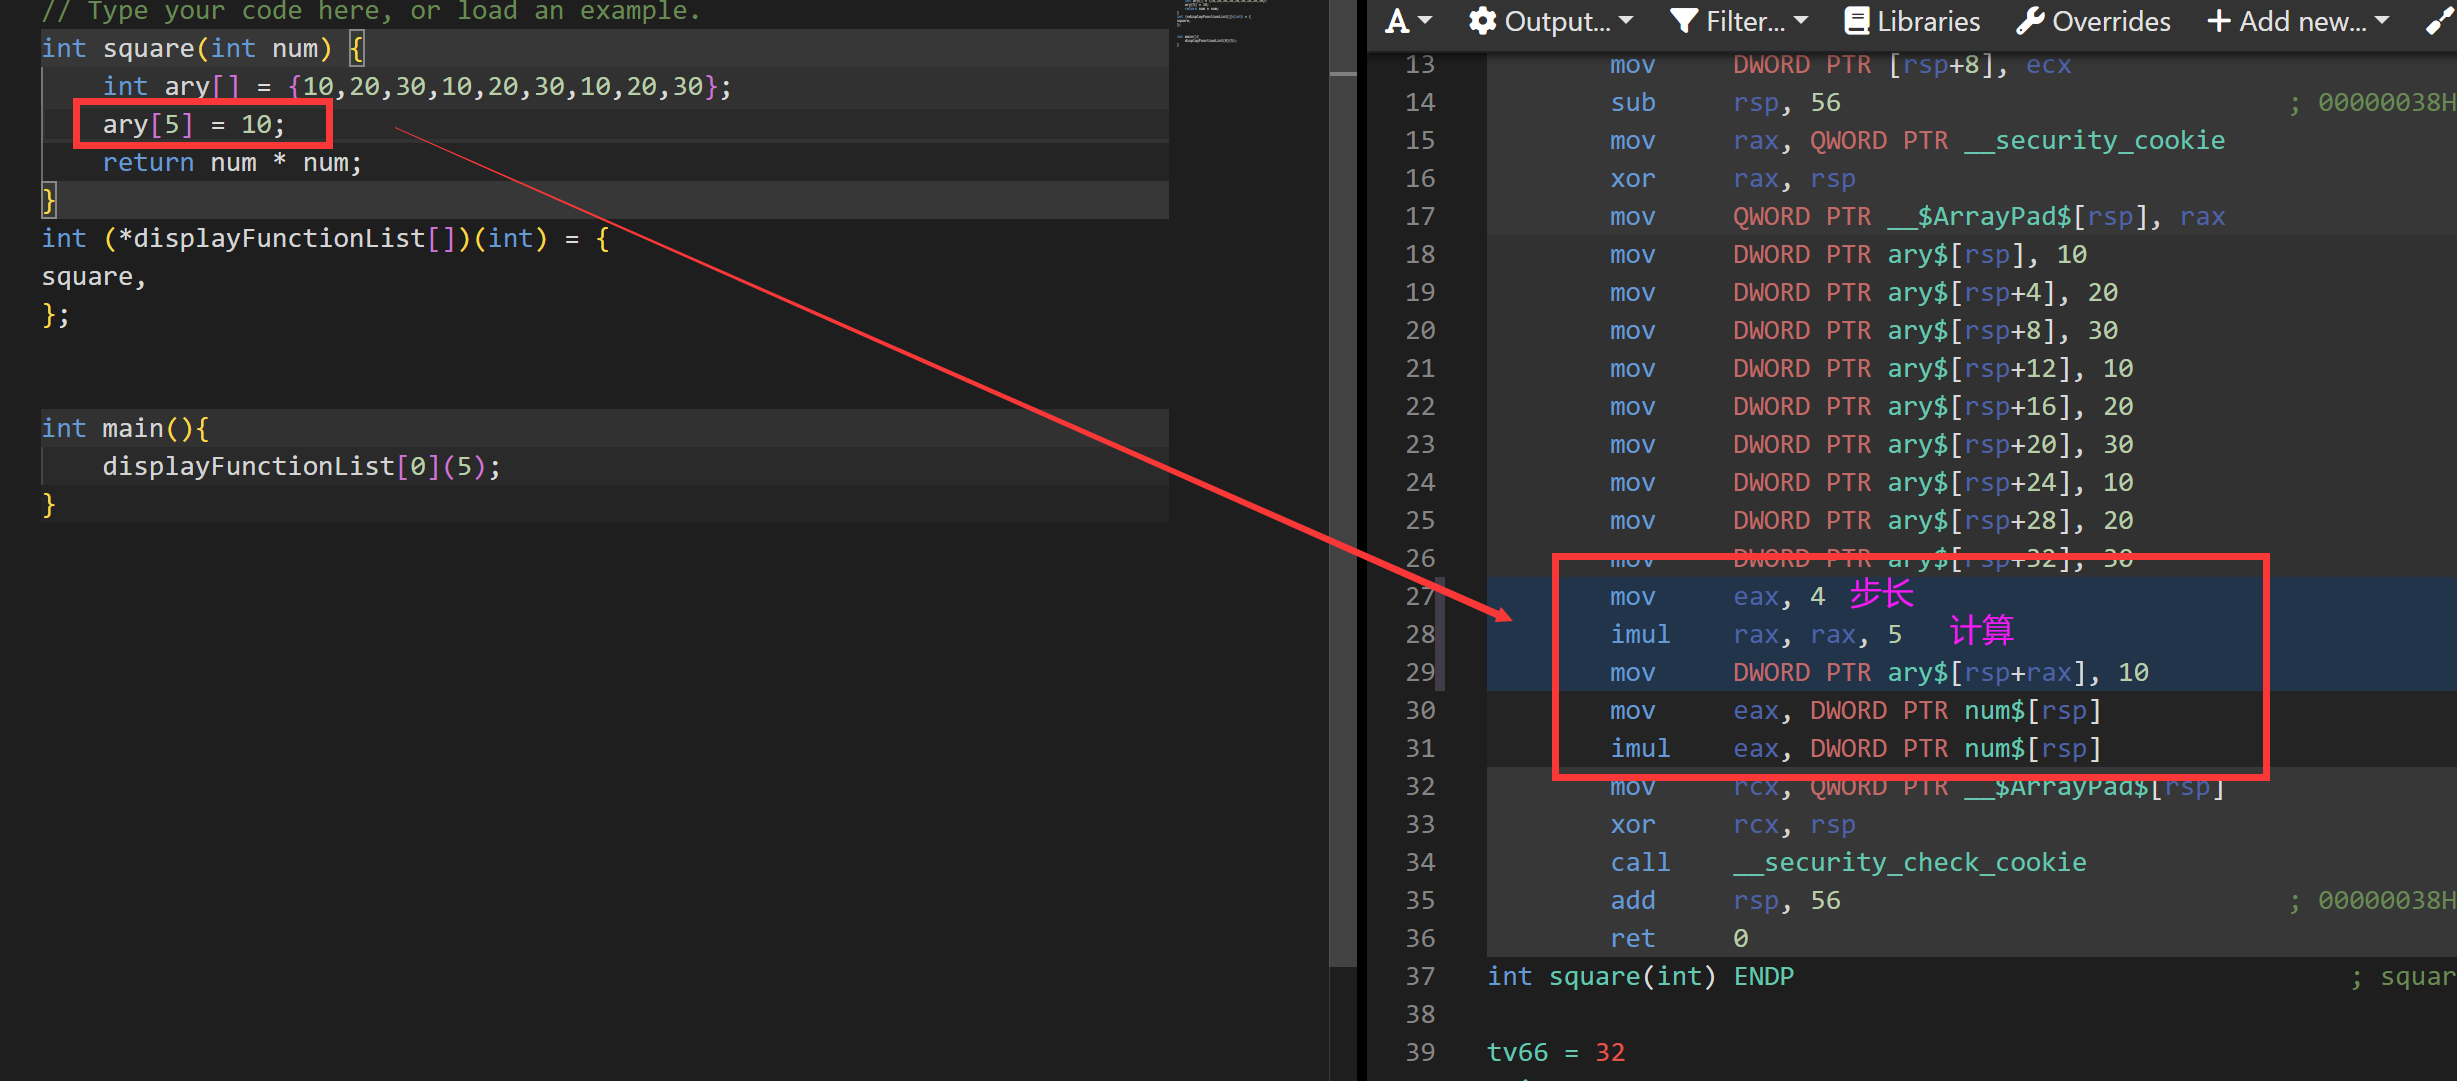 // Type your code here, or load an example.
int square(int num) {
    int ary[] = {10,20,30,10,20,30,10,20,30};
    ary[5] = 10;
    return num * num;
}
int (*displayFunctionList[])(int) = {
square,
};
int main(){
    displayFunctionList[0](5);
}
A Output... Filter... Libraries Overrides Add new...
13 mov DWORD PTR [rsp+8], ecx
14 sub rsp, 56 ; 00000038H
15 mov rax, QWORD PTR __security_cookie
16 xor rax, rsp
17 mov QWORD PTR __$ArrayPad$[rsp], rax
18 mov DWORD PTR ary$[rsp], 10
19 mov DWORD PTR ary$[rsp+4], 20
20 mov DWORD PTR ary$[rsp+8], 30
21 mov DWORD PTR ary$[rsp+12], 10
22 mov DWORD PTR ary$[rsp+16], 20
23 mov DWORD PTR ary$[rsp+20], 30
24 mov DWORD PTR ary$[rsp+24], 10
25 mov DWORD PTR ary$[rsp+28], 20
26 mov DWORD PTR ary$[rsp+32], 30
27 mov eax, 4 步长
28 imul rax, rax, 5 计算
29 mov DWORD PTR ary$[rsp+rax], 10
30 mov eax, DWORD PTR num$[rsp]
31 imul eax, DWORD PTR num$[rsp]
32 mov rcx, QWORD PTR __$ArrayPad$[rsp]
33 xor rcx, rsp
34 call __security_check_cookie
35 add rsp, 56 ; 00000038H
36 ret 0
37 int square(int) ENDP ; squar
38
39 tv66 = 32